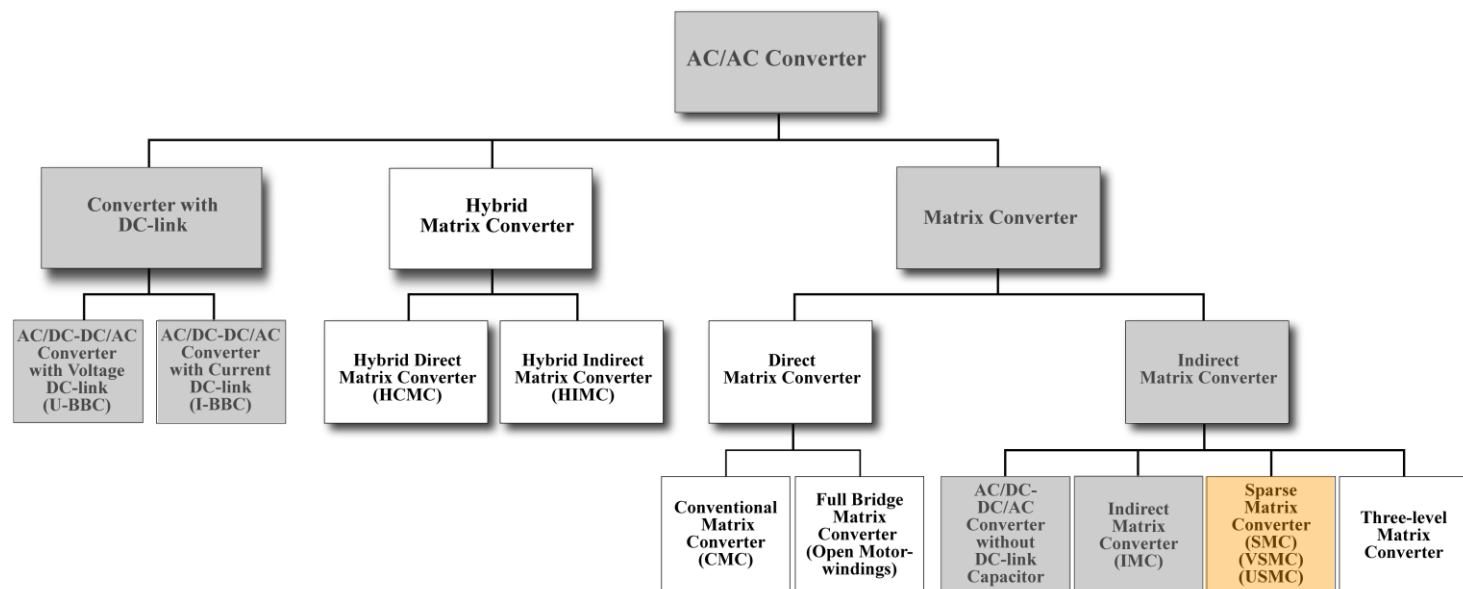 AC/AC Converter
Converter with
DC-link
Hybrid
Matrix Converter
Matrix Converter
AC/DC-DC/AC
Converter
with Voltage
DC-link
(U-BBC)
AC/DC-DC/AC
Converter
with Current
DC-link
(I-BBC)
Hybrid Direct
Matrix Converter
(HCMC)
Hybrid Indirect
Matrix Converter
(HIMC)
Direct
Matrix Converter
Indirect
Matrix Converter
Conventional
Matrix
Converter
(CMC)
Full Bridge
Matrix
Converter
(Open Motor-
windings)
AC/DC-
DC/AC
Converter
without
DC-link
Capacitor
Indirect
Matrix
Converter
(IMC)
Sparse
Matrix
Converter
(SMC)
(VSMC)
(USMC)
Three-level
Matrix
Converter